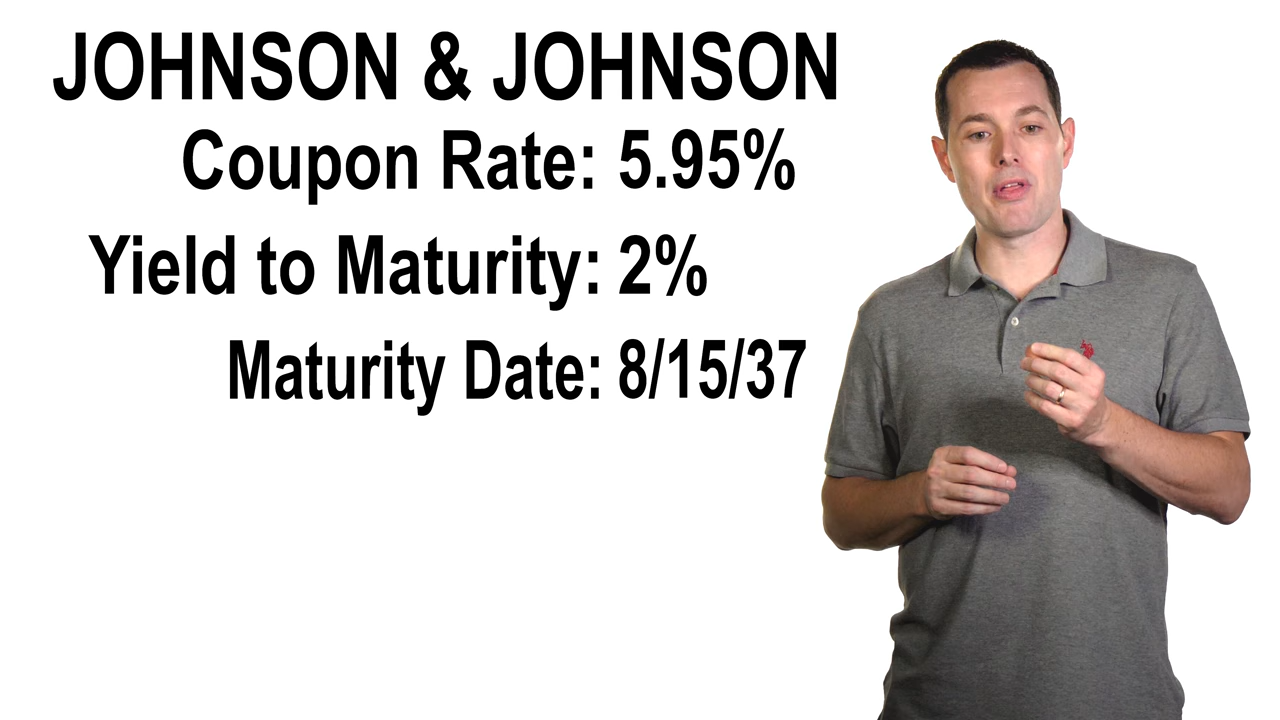 JOHNSON & JOHNSON
Coupon Rate: 5.95%
Yield to Maturity: 2%
Maturity Date: 8/15/37